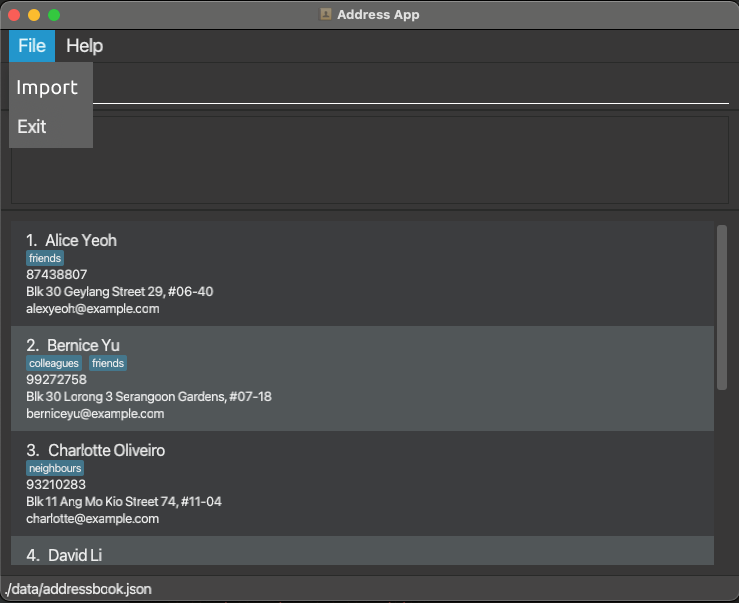 Address App
File Help
Import
Exit
1. Alice Yeoh
friends
87438807
Blk 30 Geylang Street 29, #06-40
alexyeoh@example.com
2. Bernice Yu
colleagues friends
99272758
Blk 30 Lorong 3 Serangoon Gardens, #07-18
berniceyu@example.com
3. Charlotte Oliveiro
neighbours
93210283
Blk 11 Ang Mo Kio Street 74, #11-04
charlotte@example.com
4. David Li
./data/addressbook.json